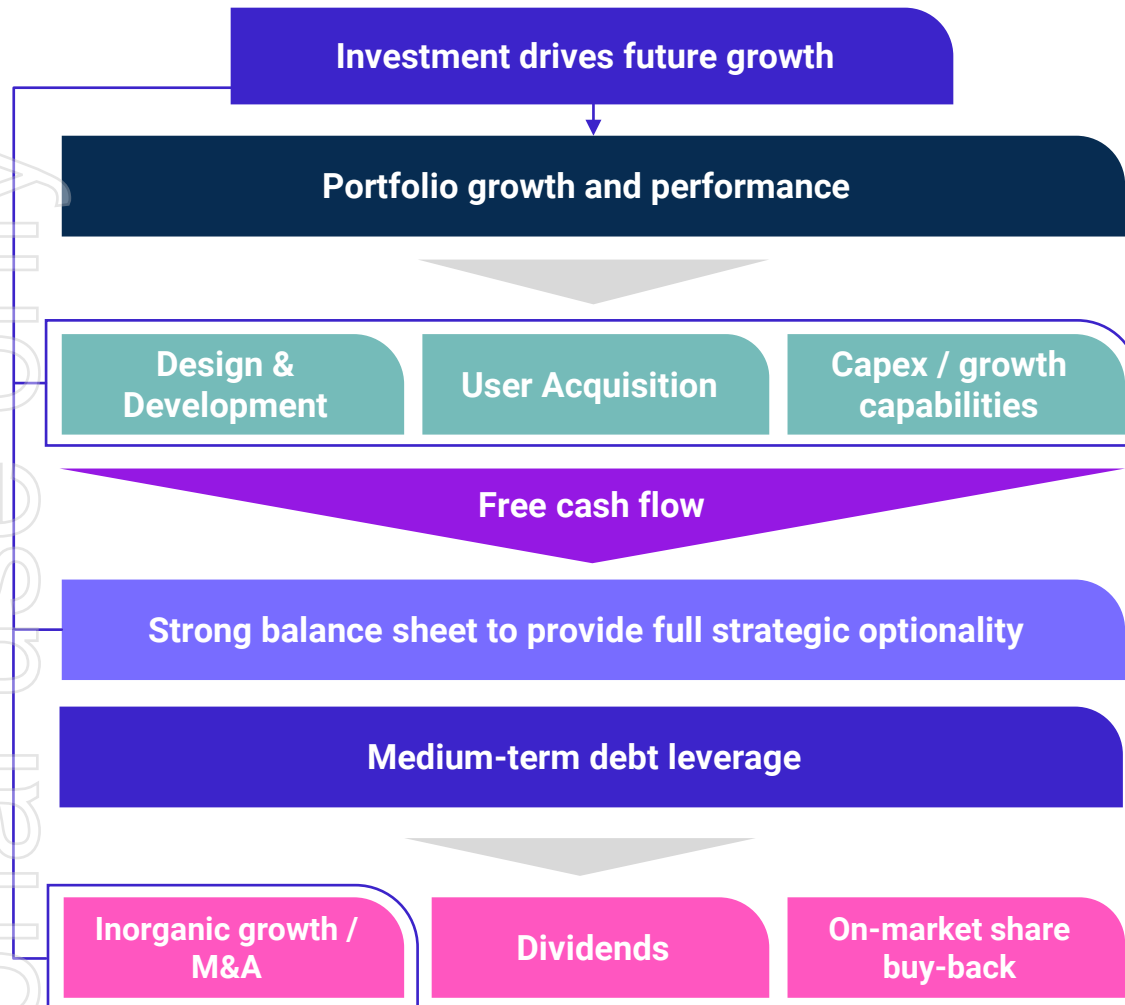 Investment drives future growth
Portfolio growth and performance
Design &
Development
User Acquisition
Capex / growth
capabilities
Free cash flow
Strong balance sheet to provide full strategic optionality
Medium-term debt leverage
Inorganic growth /
M&A
Dividends
On-market share
buy-back
use only